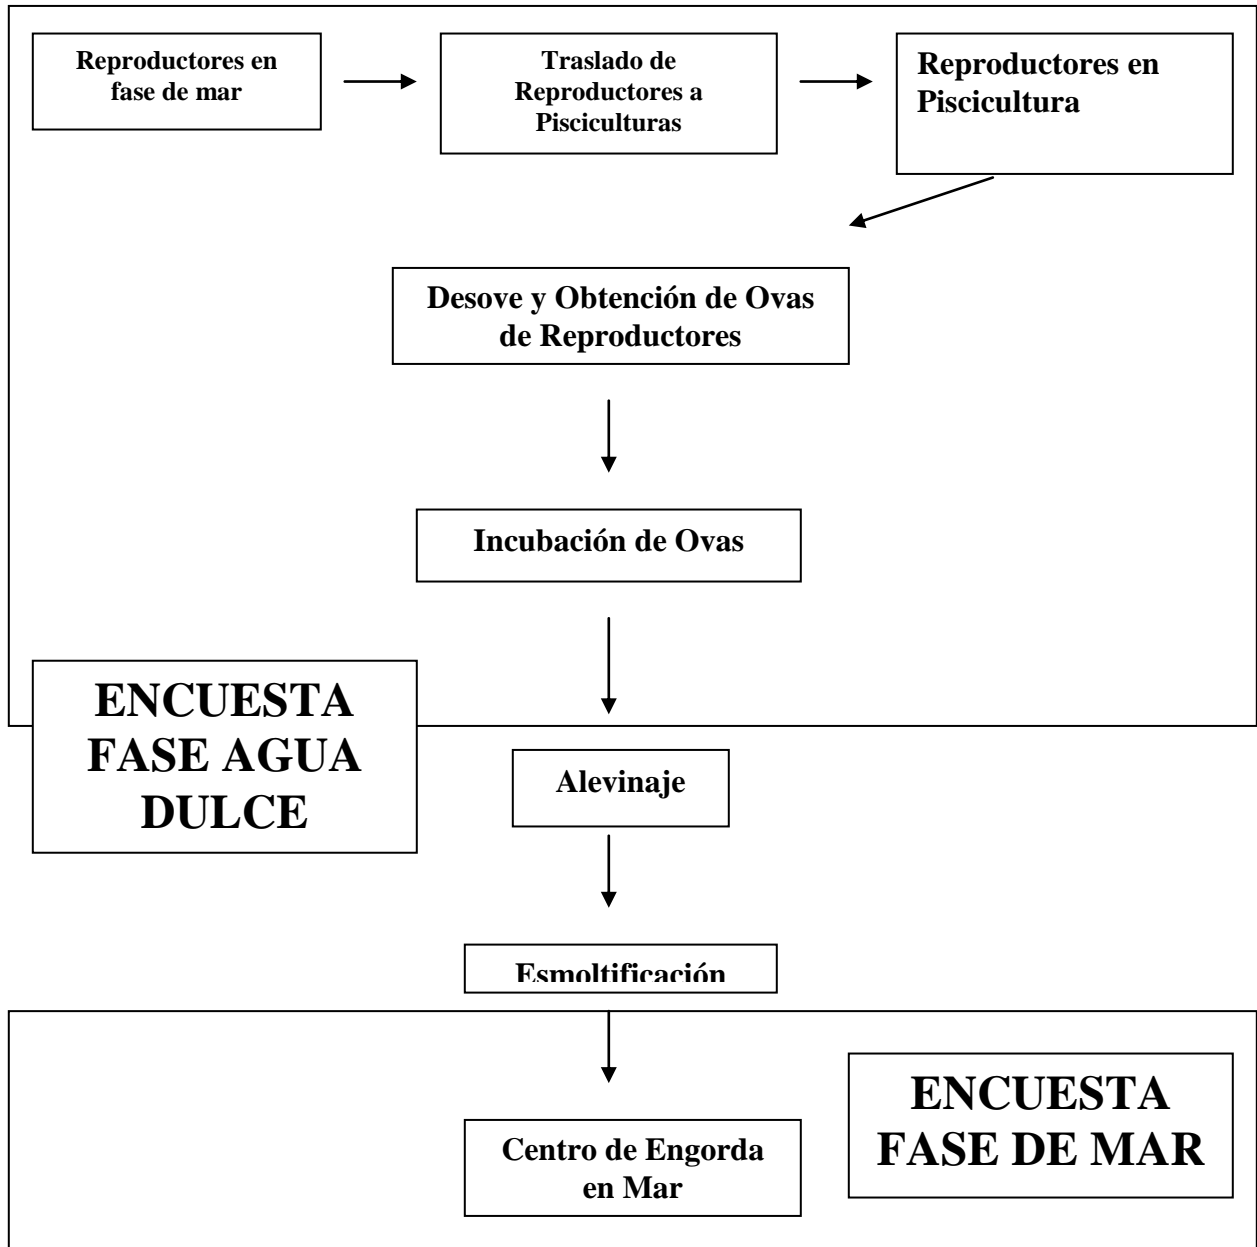 Reproductores en
fase de mar
Traslado de
Reproductores a
Pisciculturas
Reproductores en
Piscicultura
Desove y Obtención de Ovas
de Reproductores
Incubación de Ovas
ENCUESTA
FASE AGUA
DULCE
Alevinaje
Esmoltificación
ENCUESTA
FASE DE MAR
Centro de Engorda
en Mar